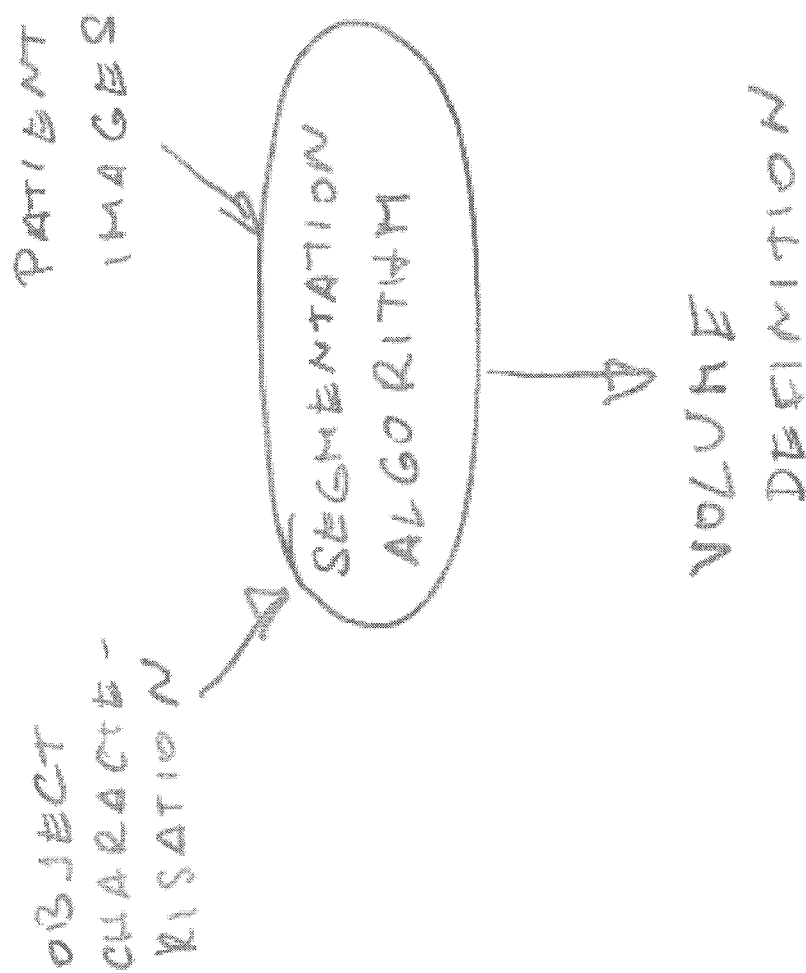 OBJECT
CHARACTE-
RISATION
PATIENT
IMAGES
SEGMENTATION
ALGORITHM
VOLUME
DEFINITION